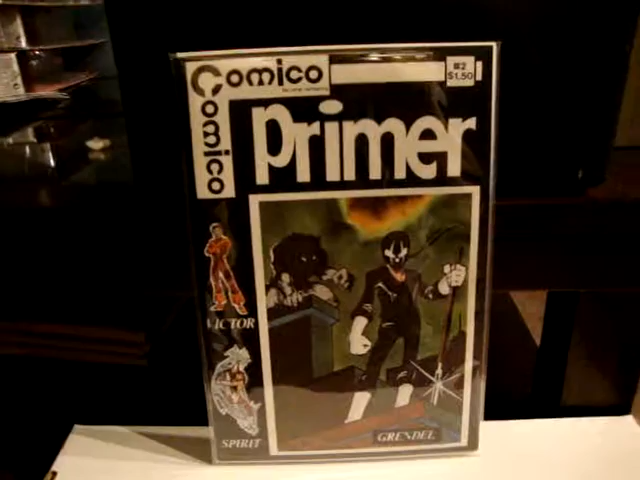 Comico
Comico
#2
$1.50
Primer
VICTOR
SPIRIT
GRENDEL